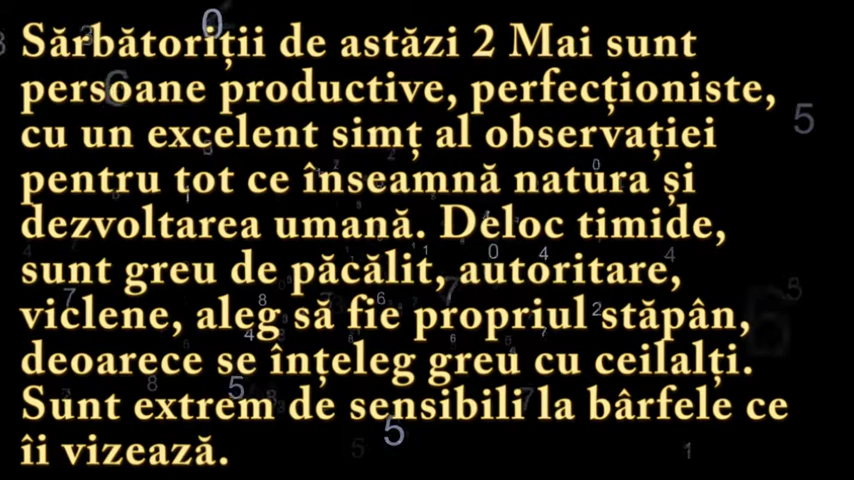 Sărbătoriții de astăzi 2 Mai sunt
persoane productive, perfecționiste,
cu un excelent simț al observației
pentru tot ce înseamnă natura și
dezvoltarea umană. Deloc timide,
sunt greu de păcălit, autoritare,
viclene, aleg să fie propriul stăpân,
deoarece se înțeleg greu cu ceilalți.
Sunt extrem de sensibili la bârfele ce
îi vizează.